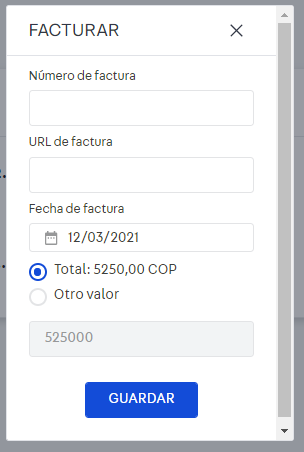 FACTURAR
Número de factura
URL de factura
Fecha de factura
12/03/2021
Total: 5250,00 COP
Otro valor
525000
GUARDAR